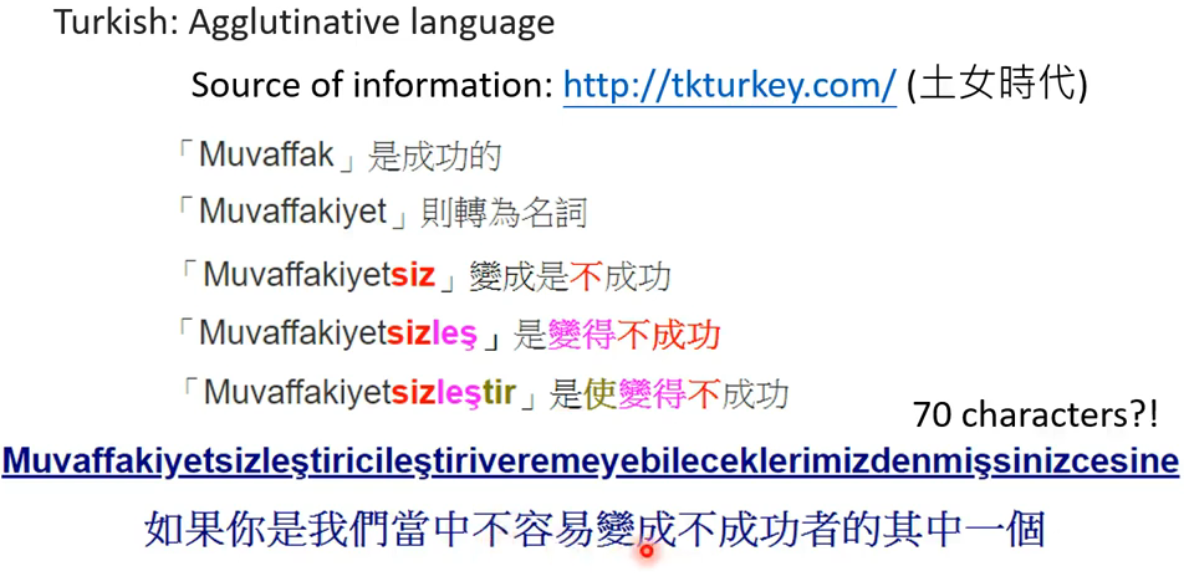 Turkish: Agglutinative language
Source of information: http://tkturkey.com/ (土女時代)
「Muvaffak」是成功的
「Muvaffakiyet」則轉為名詞
「Muvaffakiyetsiz」變成是不成功
「Muvaffakiyetsizleş」是變得不成功
「Muvaffakiyetsizleştir」是使變得不成功
70 characters?!
Muvaffakiyetsizleştiricileştiriveremeyebileceklerimizdenmişsinizcesine
如果你是我們當中不容易變成不成功者的其中一個